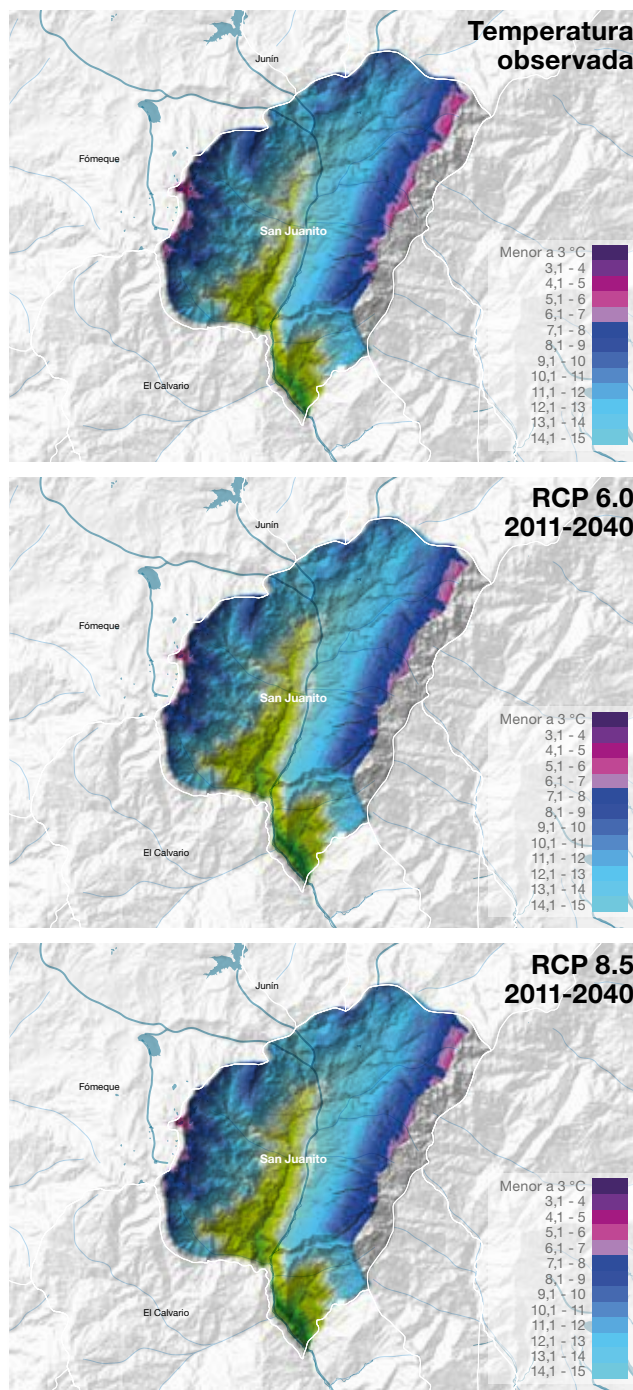 Temperatura
observada
Junín
Fómeque
San Juanito
El Calvario
Menor a 3 °C
3,1 - 4
4,1 - 5
5,1 - 6
6,1 - 7
7,1 - 8
8,1 - 9
9,1 - 10
10,1 - 11
11,1 - 12
12,1 - 13
13,1 - 14
14,1 - 15
RCP 6.0
2011-2040
Junín
Fómeque
San Juanito
El Calvario
Menor a 3 °C
3,1 - 4
4,1 - 5
5,1 - 6
6,1 - 7
7,1 - 8
8,1 - 9
9,1 - 10
10,1 - 11
11,1 - 12
12,1 - 13
13,1 - 14
14,1 - 15
RCP 8.5
2011-2040
Junín
Fómeque
San Juanito
El Calvario
Menor a 3 °C
3,1 - 4
4,1 - 5
5,1 - 6
6,1 - 7
7,1 - 8
8,1 - 9
9,1 - 10
10,1 - 11
11,1 - 12
12,1 - 13
13,1 - 14
14,1 - 15